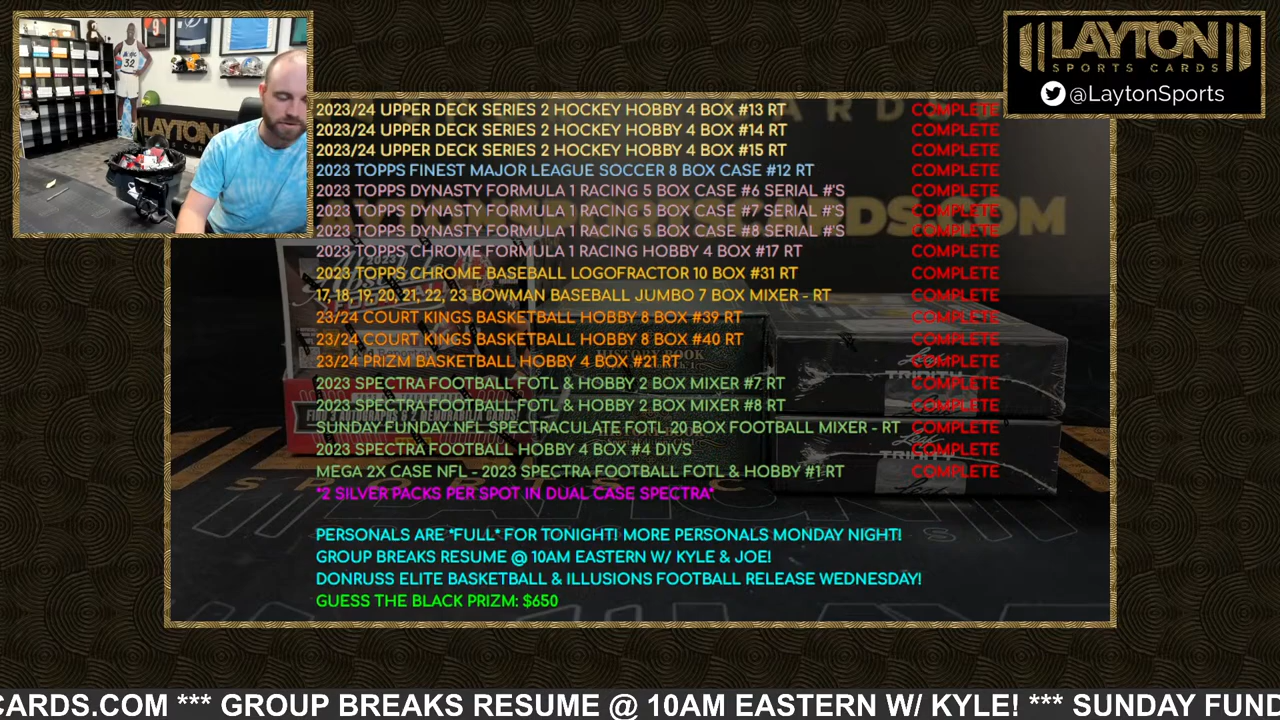 LAYTON
SPORTS CARDS
@LaytonSports
32
LAYTON
2023/24 UPPER DECK SERIES 2 HOCKEY HOBBY 4 BOX #13 RT COMPLETE
2023/24 UPPER DECK SERIES 2 HOCKEY HOBBY 4 BOX #14 RT COMPLETE
2023/24 UPPER DECK SERIES 2 HOCKEY HOBBY 4 BOX #15 RT COMPLETE
2023 TOPPS FINEST MAJOR LEAGUE SOCCER 8 BOX CASE #12 RT COMPLETE
2023 TOPPS DYNASTY FORMULA 1 RACING 5 BOX CASE #6 SERIAL #'S COMPLETE
2023 TOPPS DYNASTY FORMULA 1 RACING 5 BOX CASE #7 SERIAL #'S COMPLETE
2023 TOPPS DYNASTY FORMULA 1 RACING 5 BOX CASE #8 SERIAL #'S COMPLETE
2023 TOPPS CHROME FORMULA 1 RACING HOBBY 4 BOX #17 RT COMPLETE
2023 TOPPS CHROME BASEBALL LOGOFRACTOR 10 BOX #31 RT COMPLETE
17, 18, 19, 20, 21, 22, 23 BOWMAN BASEBALL JUMBO 7 BOX MIXER - RT COMPLETE
23/24 COURT KINGS BASKETBALL HOBBY 8 BOX #39 RT COMPLETE
23/24 COURT KINGS BASKETBALL HOBBY 8 BOX #40 RT COMPLETE
23/24 PRIZM BASKETBALL HOBBY 4 BOX #21 RT COMPLETE
2023 SPECTRA FOOTBALL FOTL & HOBBY 2 BOX MIXER #7 RT COMPLETE
2023 SPECTRA FOOTBALL FOTL & HOBBY 2 BOX MIXER #8 RT COMPLETE
SUNDAY FUNDAY NFL SPECTRACULATE FOTL 20 BOX FOOTBALL MIXER - RT COMPLETE
2023 SPECTRA FOOTBALL HOBBY 4 BOX #4 DIVS COMPLETE
MEGA 2X CASE NFL - 2023 SPECTRA FOOTBALL FOTL & HOBBY #1 RT COMPLETE
*2 SILVER PACKS PER SPOT IN DUAL CASE SPECTRA*
PERSONALS ARE *FULL* FOR TONIGHT! MORE PERSONALS MONDAY NIGHT!
GROUP BREAKS RESUME @ 10AM EASTERN W/ KYLE & JOE!
DONRUSS ELITE BASKETBALL & ILLUSIONS FOOTBALL RELEASE WEDNESDAY!
GUESS THE BLACK PRIZM: $650
HISTORY BOOK
Leaf
TRINITY
Leaf
CARDS.COM *** GROUP BREAKS RESUME @ 10AM EASTERN W/ KYLE! *** SUNDAY FUND